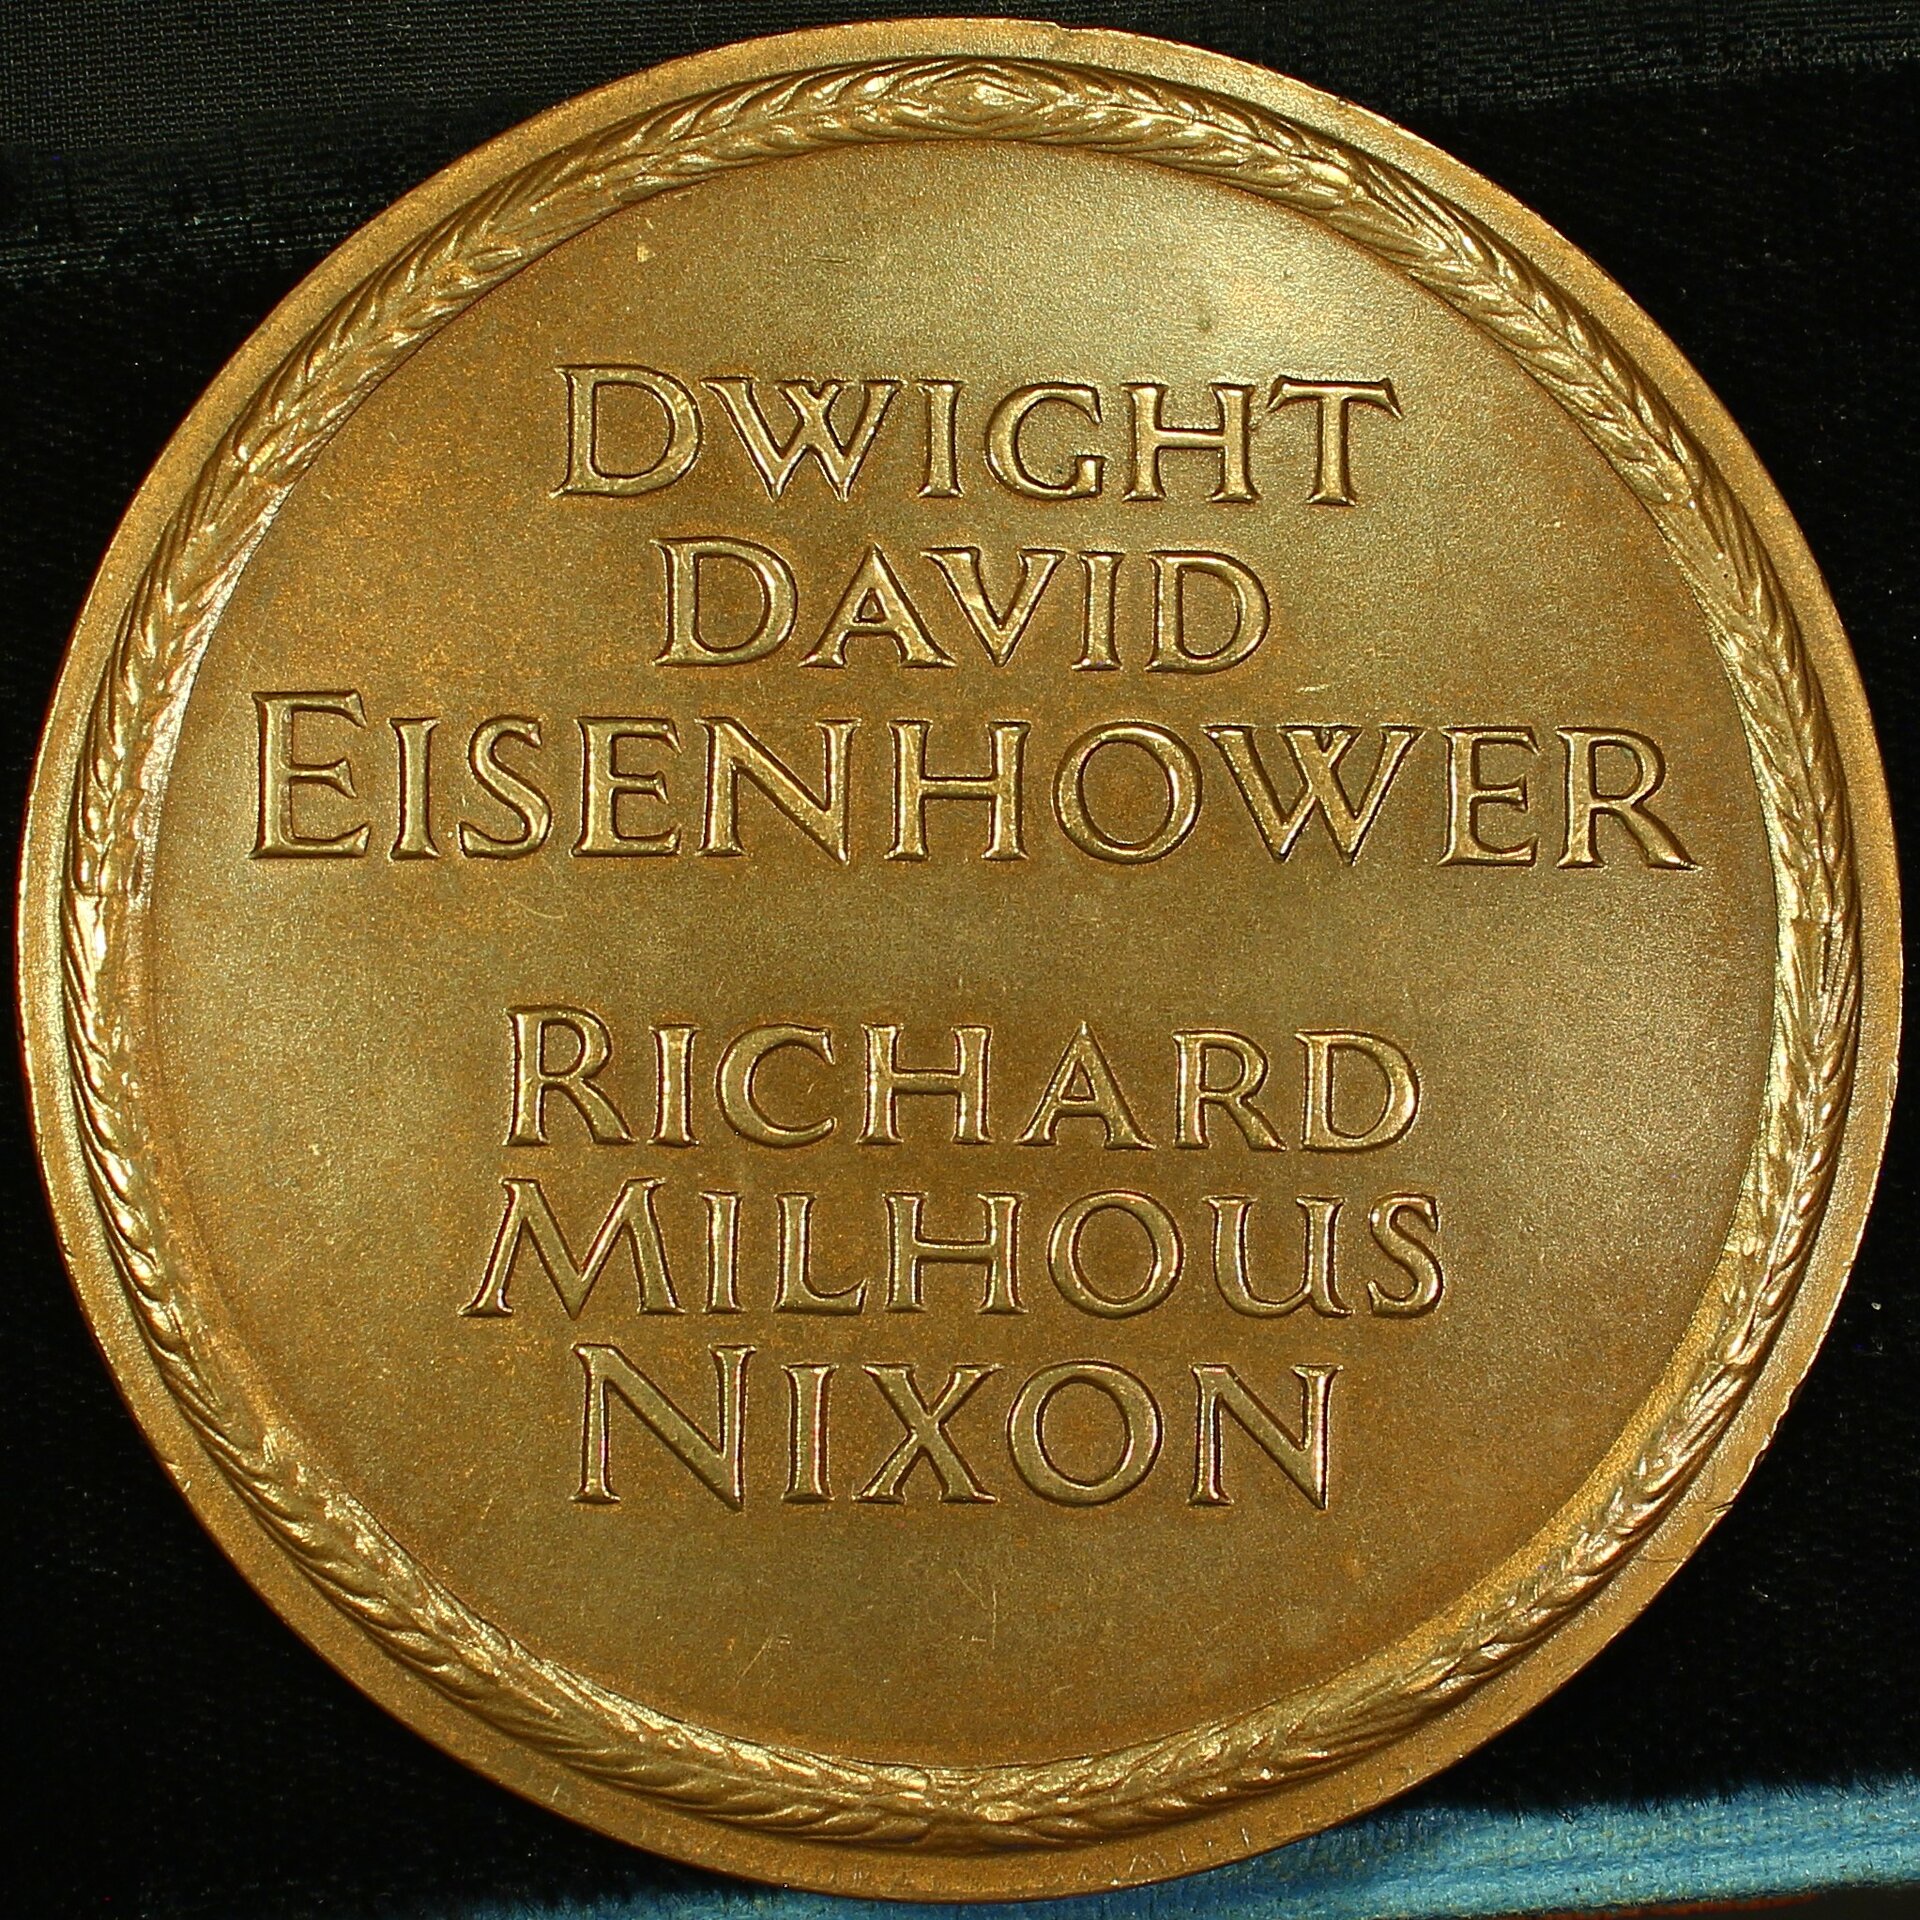 DWIGHT
DAVID
EISENHOWER
RICHARD
MILHOUS
NIXON